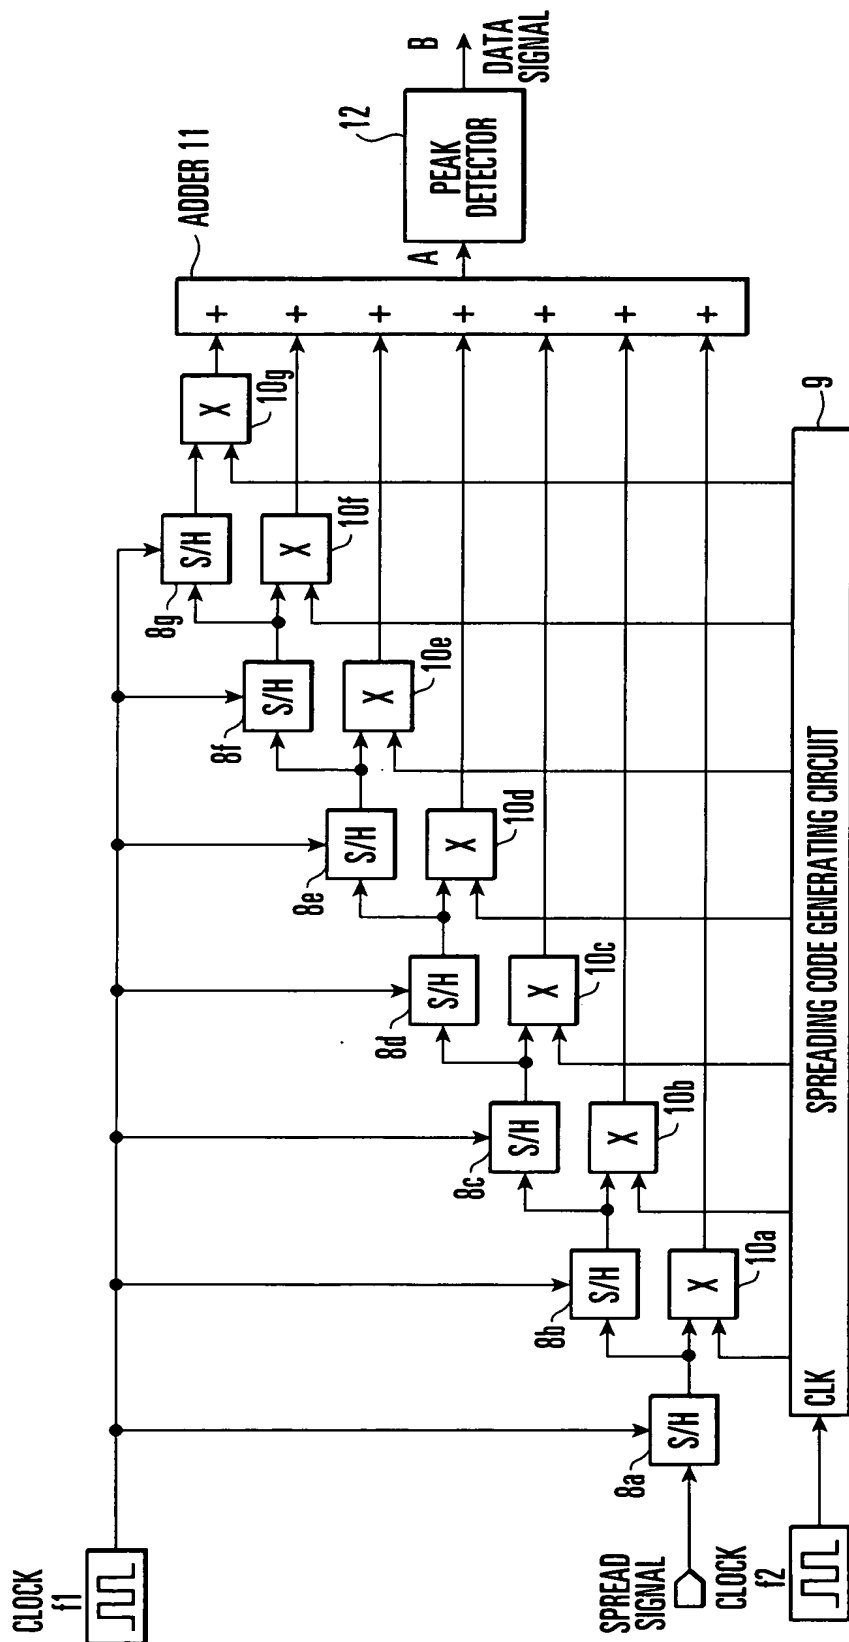 CLOCK
f1
SPREAD
SIGNAL
CLOCK
f2
CLK
SPREADING CODE GENERATING CIRCUIT
9
S/H
8a
S/H
8b
S/H
8c
S/H
8d
S/H
8e
S/H
8f
S/H
8g
X
10a
X
10b
X
10c
X
10d
X
10e
X
10f
X
10g
ADDER 11
+
+
+
+
+
+
+
A
PEAK
DETECTOR
12
B
DATA
SIGNAL